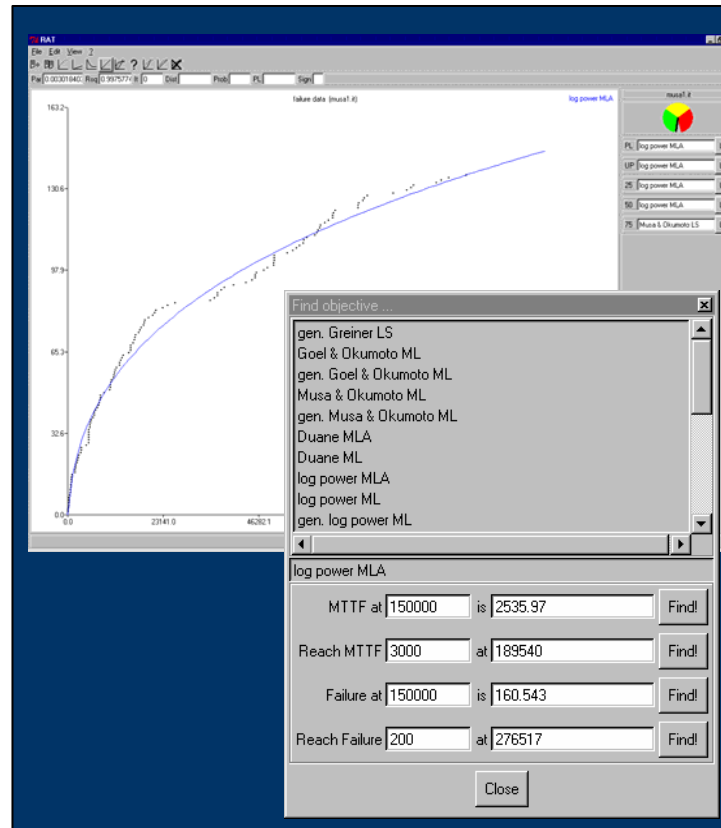 RAT
File Edit View ?
Par 0.00301840 Rsq 0.9975774 It 0 Dist Prob PL Sign
failure data (musa1.it)
log power MLA
musa1.it
163.2
130.6
97.9
65.3
32.6
0.0
0.0 23141.0 46282.1
PL log power MLA
UP log power MLA
25 log power MLA
50 log power MLA
75 Musa & Okumoto LS
Find objective ...
gen. Greiner LS
Goel & Okumoto ML
gen. Goel & Okumoto ML
Musa & Okumoto ML
gen. Musa & Okumoto ML
Duane MLA
Duane ML
log power MLA
log power ML
gen. log power ML
log power MLA
MTTF at 150000 is 2535.97 Find!
Reach MTTF 3000 at 189540 Find!
Failure at 150000 is 160.543 Find!
Reach Failure 200 at 276517 Find!
Close